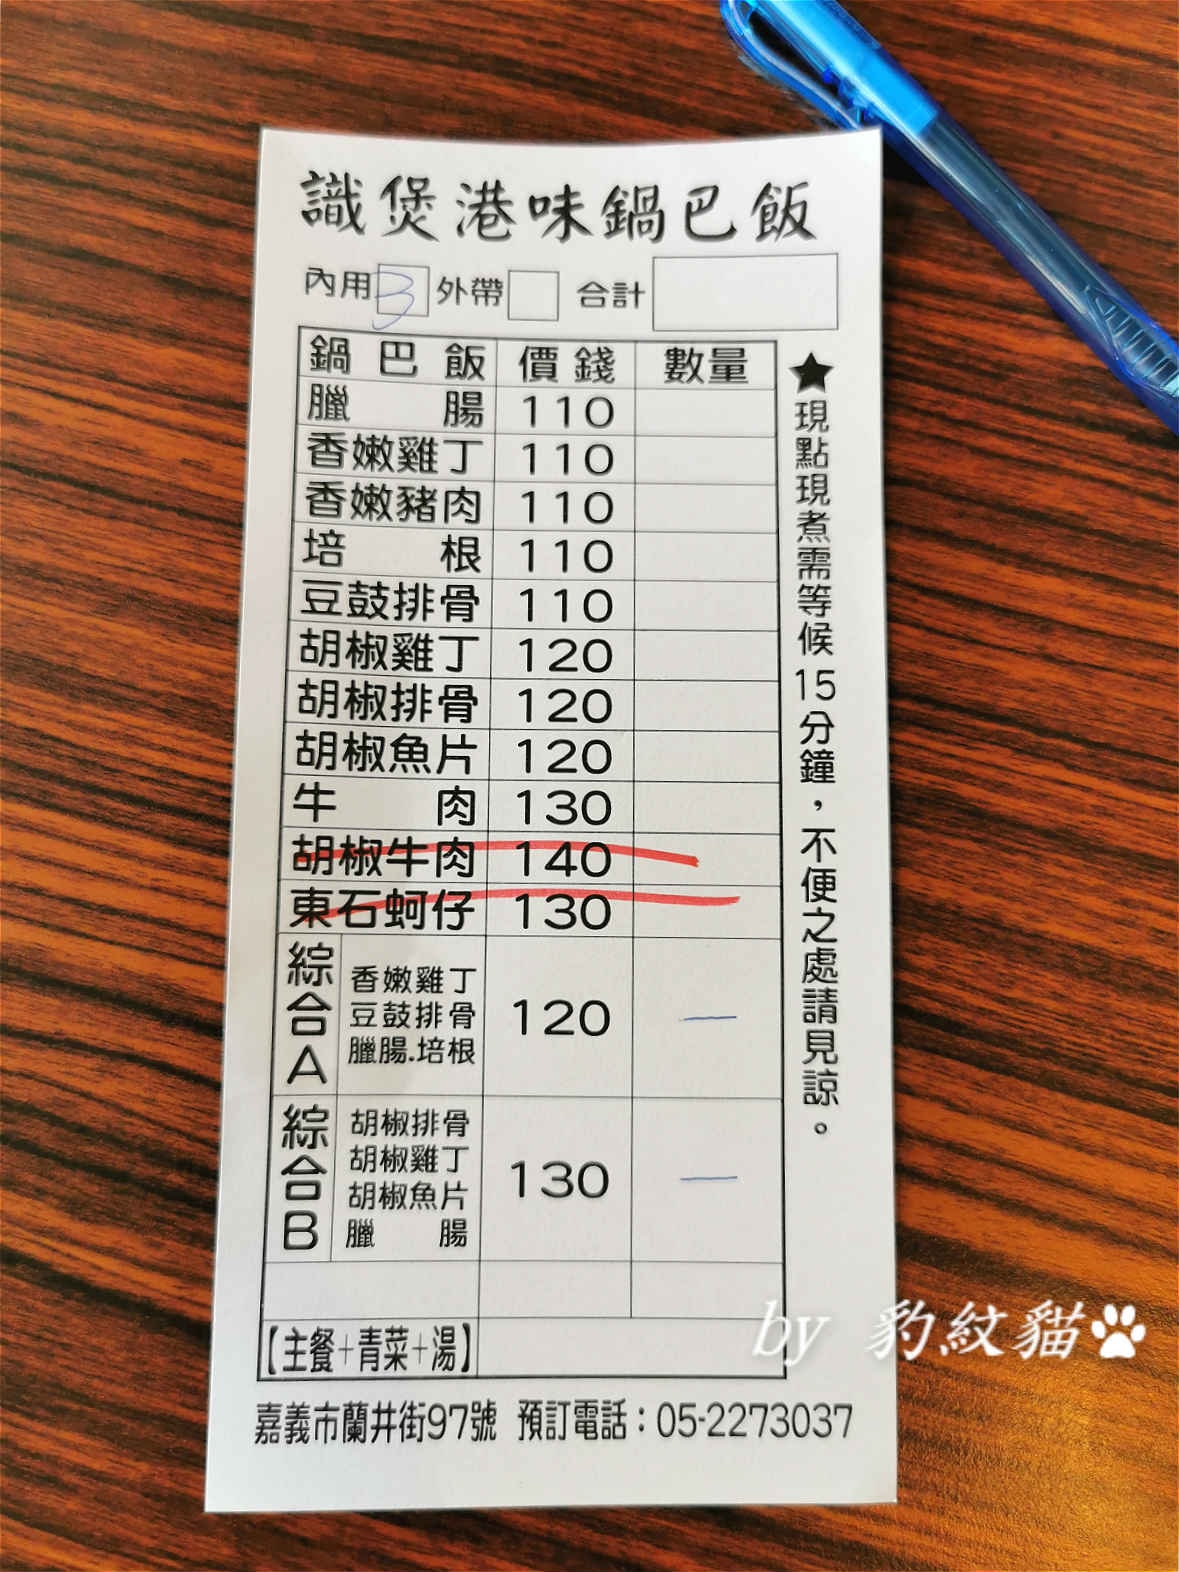 識煲港味鍋巴飯
內用 3 外帶 合計
鍋巴飯 價錢 數量
臘腸 110
香嫩雞丁 110
香嫩豬肉 110
培根 110
豆鼓排骨 110
胡椒雞丁 120
胡椒排骨 120
胡椒魚片 120
牛肉 130
胡椒牛肉 140
東石蚵仔 130
綜合A 香嫩雞丁 120 一
豆鼓排骨
臘腸.培根
綜合B 胡椒排骨 130 一
胡椒雞丁
胡椒魚片
臘腸
【主餐+青菜+湯】
★現點現煮需等候15分鐘，不便之處請見諒。
嘉義市蘭井街97號 預訂電話：05-2273037
by 豹紋貓